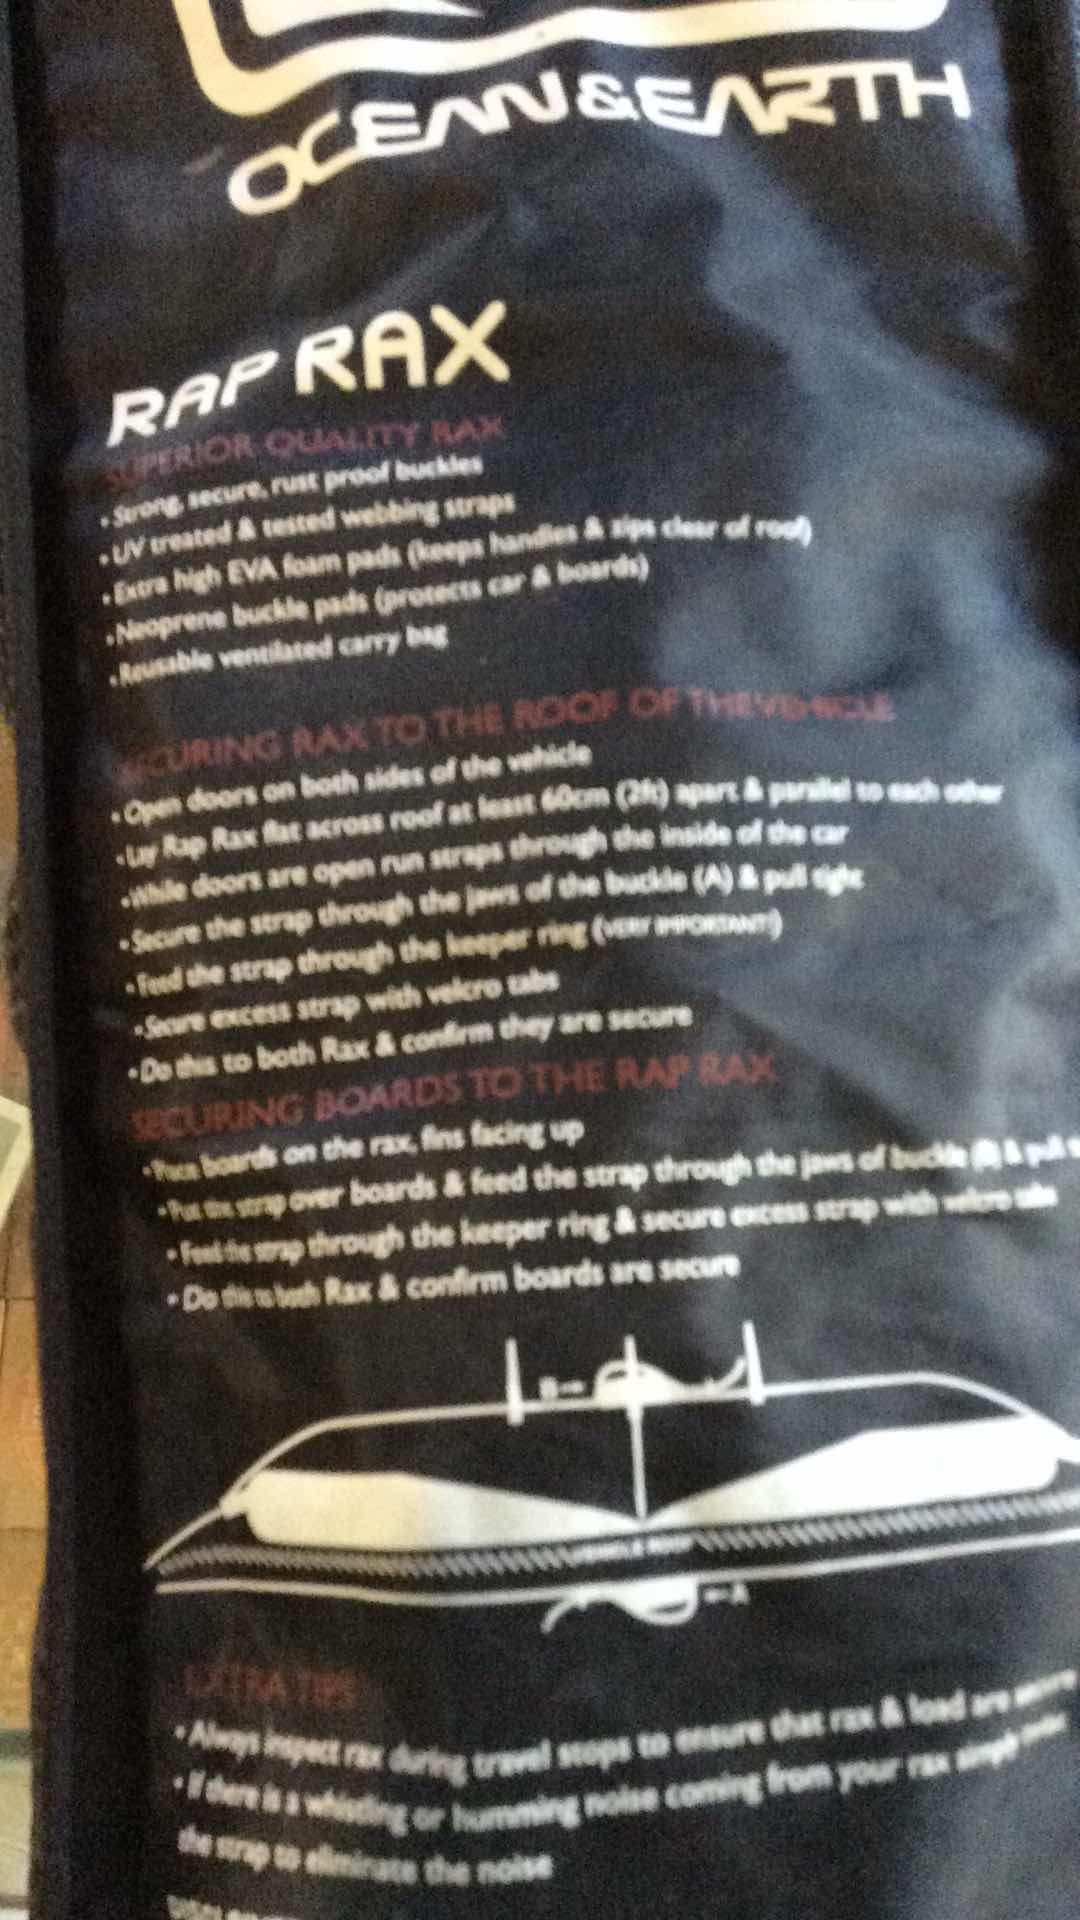 OCEAN&EARTH
RAP RAX
SUPERIOR QUALITY RAX
• Strong, secure, rust proof buckles
• UV treated & tested webbing straps
• Extra high EVA foam pads (keeps handles & zips clear of roof)
• Neoprene buckle pads (protects car & boards)
• Reusable ventilated carry bag
SECURING RAX TO THE ROOF OF THE VEHICLE
• Open doors on both sides of the vehicle
• Lay Rap Rax flat across roof at least 60cm (2ft) apart & parallel to each other
• While doors are open run straps through the inside of the car
• Secure the strap through the jaws of the buckle (A) & pull tight
• Feed the strap through the keeper ring (VERY IMPORTANT!)
• Secure excess strap with velcro tabs
• Do this to both Rax & confirm they are secure
SECURING BOARDS TO THE RAP RAX
• Place boards on the rax, fins facing up
• Put the strap over boards & feed the strap through the jaws of buckle (B) & pull
• Feed the strap through the keeper ring & secure excess strap with velcro tabs
• Do this to both Rax & confirm boards are secure
B
VEHICLE ROOF
A
EXTRA TIPS
• Always inspect rax during travel stops to ensure that rax & load are secure
• If there is a whistling or humming noise coming from your rax simply twist
the strap to eliminate the noise